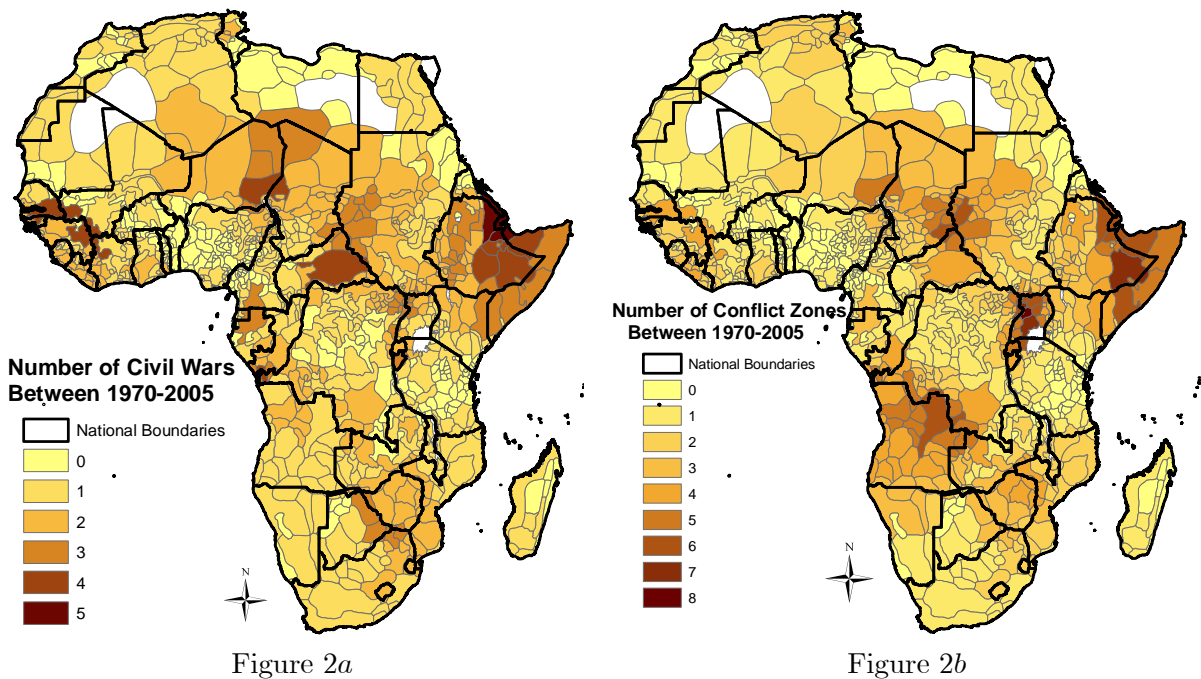 Number of Civil Wars
Between 1970-2005
National Boundaries
0
1
2
3
4
5
N
Figure 2a
Number of Conflict Zones
Between 1970-2005
National Boundaries
0
1
2
3
4
5
6
7
8
N
Figure 2b